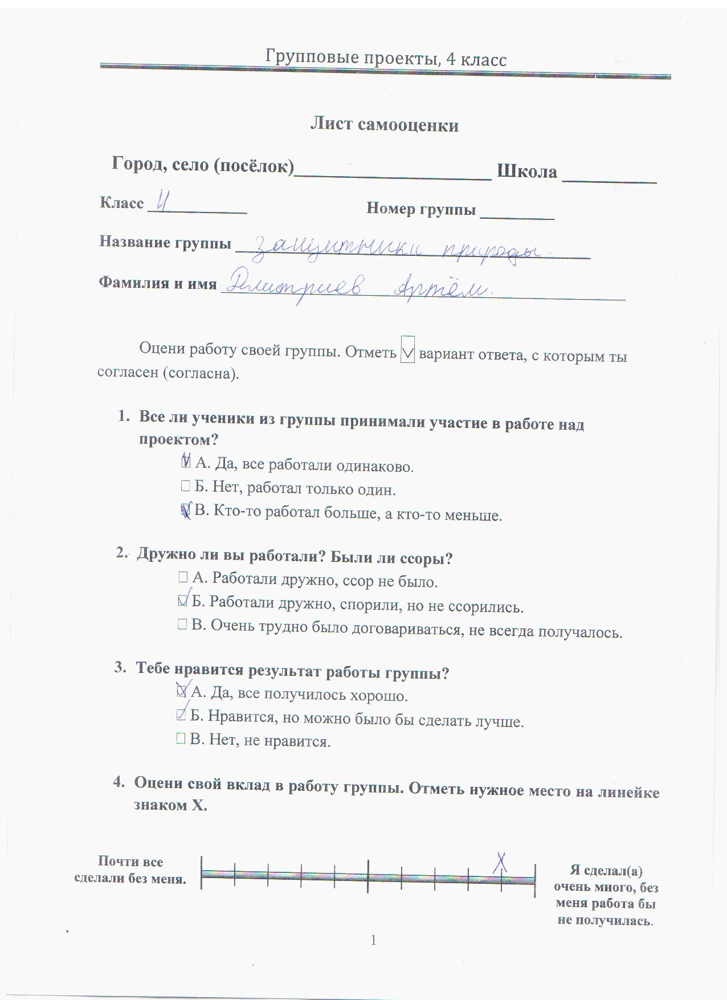 Групповые проекты, 4 класс
Лист самооценки
Город, село (посёлок)____________________ Школа __________
Класс 4 Номер группы ________
Название группы защитники природы.
Фамилия и имя Дмитриев Артём.
Оцени работу своей группы. Отметь ☑ вариант ответа, с которым ты
согласен (согласна).
1. Все ли ученики из группы принимали участие в работе над
проектом?
☑ А. Да, все работали одинаково.
☐ Б. Нет, работал только один.
☑ В. Кто-то работал больше, а кто-то меньше.
2. Дружно ли вы работали? Были ли ссоры?
☐ А. Работали дружно, ссор не было.
☑ Б. Работали дружно, спорили, но не ссорились.
☐ В. Очень трудно было договариваться, не всегда получалось.
3. Тебе нравится результат работы группы?
☒ А. Да, все получилось хорошо.
☑ Б. Нравится, но можно было бы сделать лучше.
☐ В. Нет, не нравится.
4. Оцени свой вклад в работу группы. Отметь нужное место на линейке
знаком Х.
Почти все
сделали без меня.
Х
Я сделал(а)
очень много, без
меня работа бы
не получилась.
1